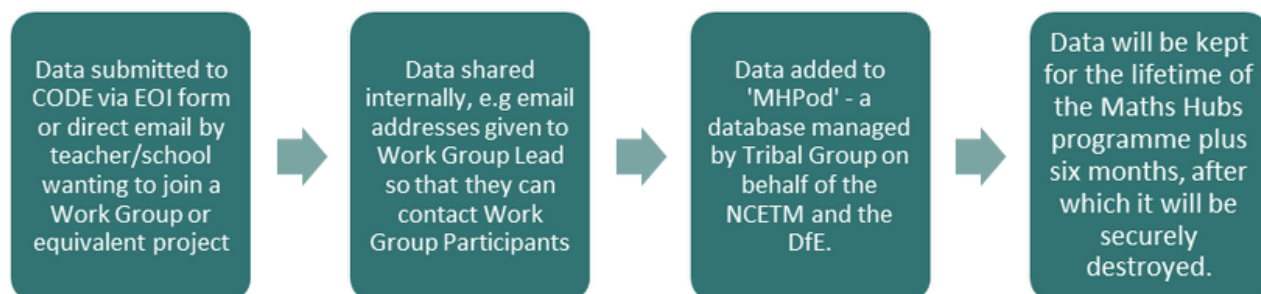 Data submitted to
CODE via EOI form
or direct email by
teacher/school
wanting to join a
Work Group or
equivalent project
Data shared
internally, e.g email
addresses given to
Work Group Lead
so that they can
contact Work
Group Participants
Data added to
'MHPod' - a
database managed
by Tribal Group on
behalf of the
NCETM and the
DfE.
Data will be kept
for the lifetime of
the Maths Hubs
programme plus
six months, after
which it will be
securely
destroyed.